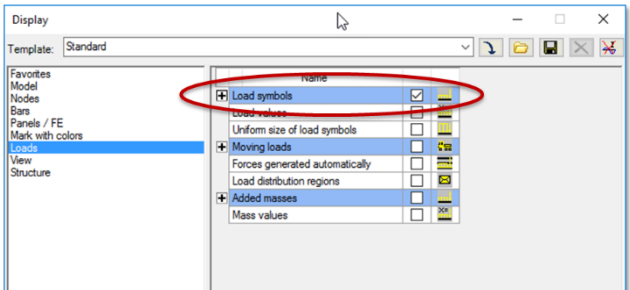 Display
Template: Standard
Favorites
Model
Nodes
Bars
Panels / FE
Mark with colors
Loads
View
Structure
Name
Load symbols
Load values
Uniform size of load symbols
Moving loads
Forces generated automatically
Load distribution regions
Added masses
Mass values